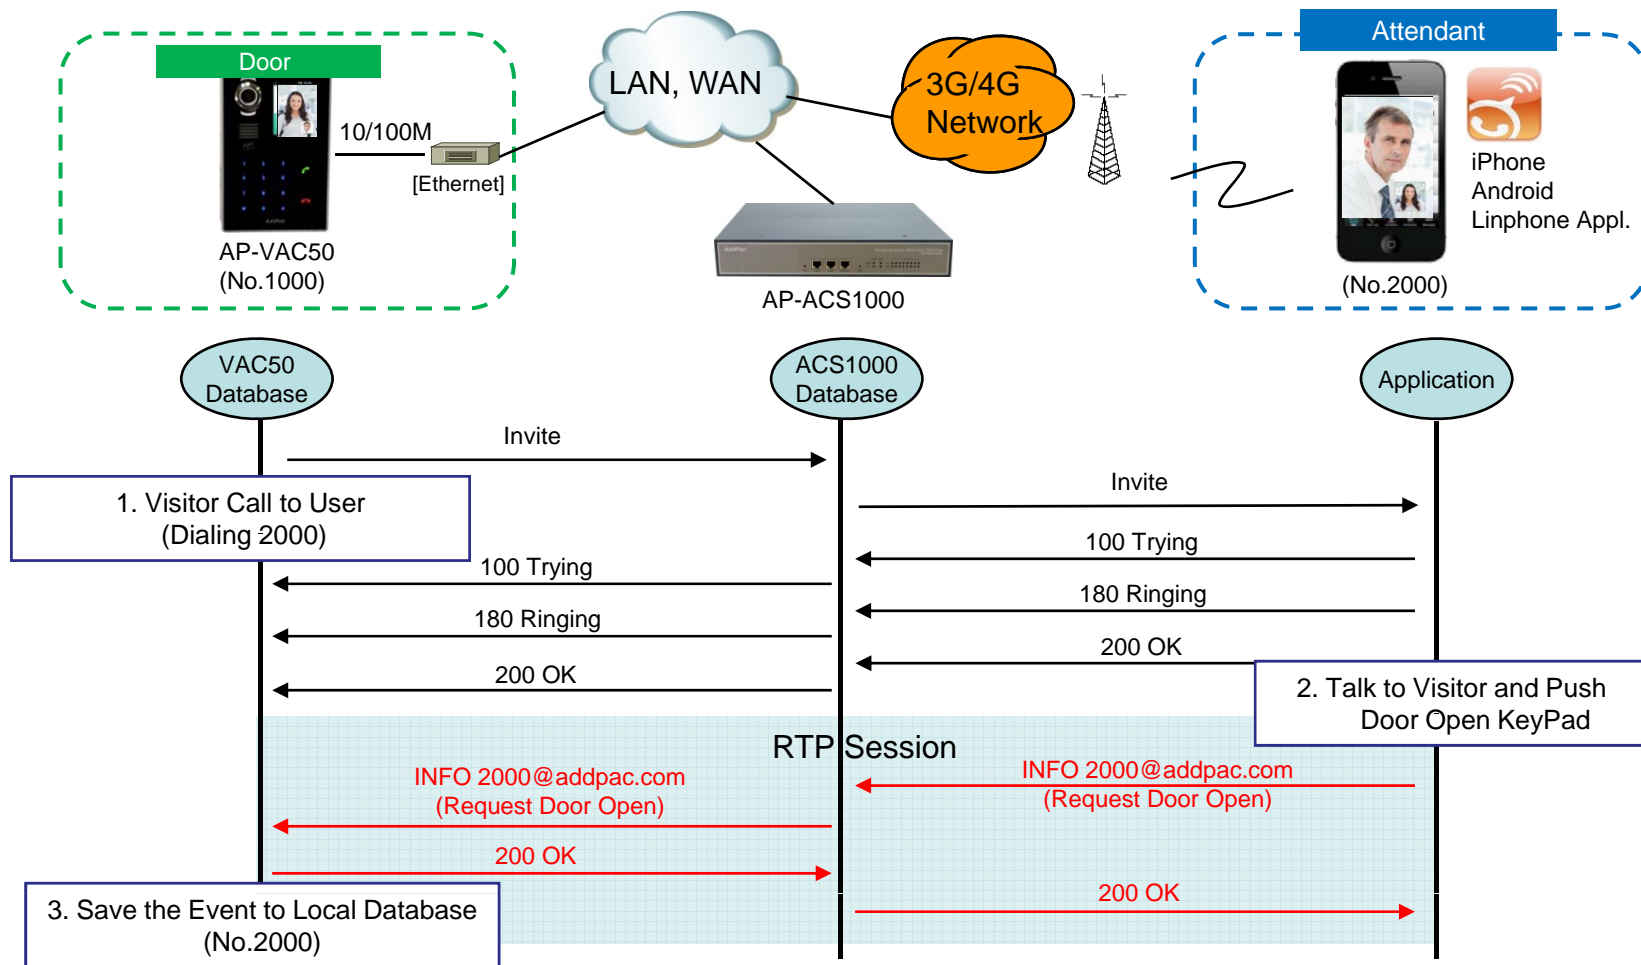 Door
Attendant
LAN, WAN
3G/4G
Network
10/100M
[Ethernet]
iPhone
Android
Linphone Appl.
AP-VAC50
(No.1000)
AddPac
AP-ACS1000
(No.2000)
VAC50
Database
ACS1000
Database
Application
Invite
Invite
1. Visitor Call to User
(Dialing 2000)
100 Trying
100 Trying
180 Ringing
180 Ringing
200 OK
200 OK
2. Talk to Visitor and Push
Door Open KeyPad
RTP Session
INFO 2000@addpac.com
(Request Door Open)
INFO 2000@addpac.com
(Request Door Open)
200 OK
200 OK
3. Save the Event to Local Database
(No.2000)